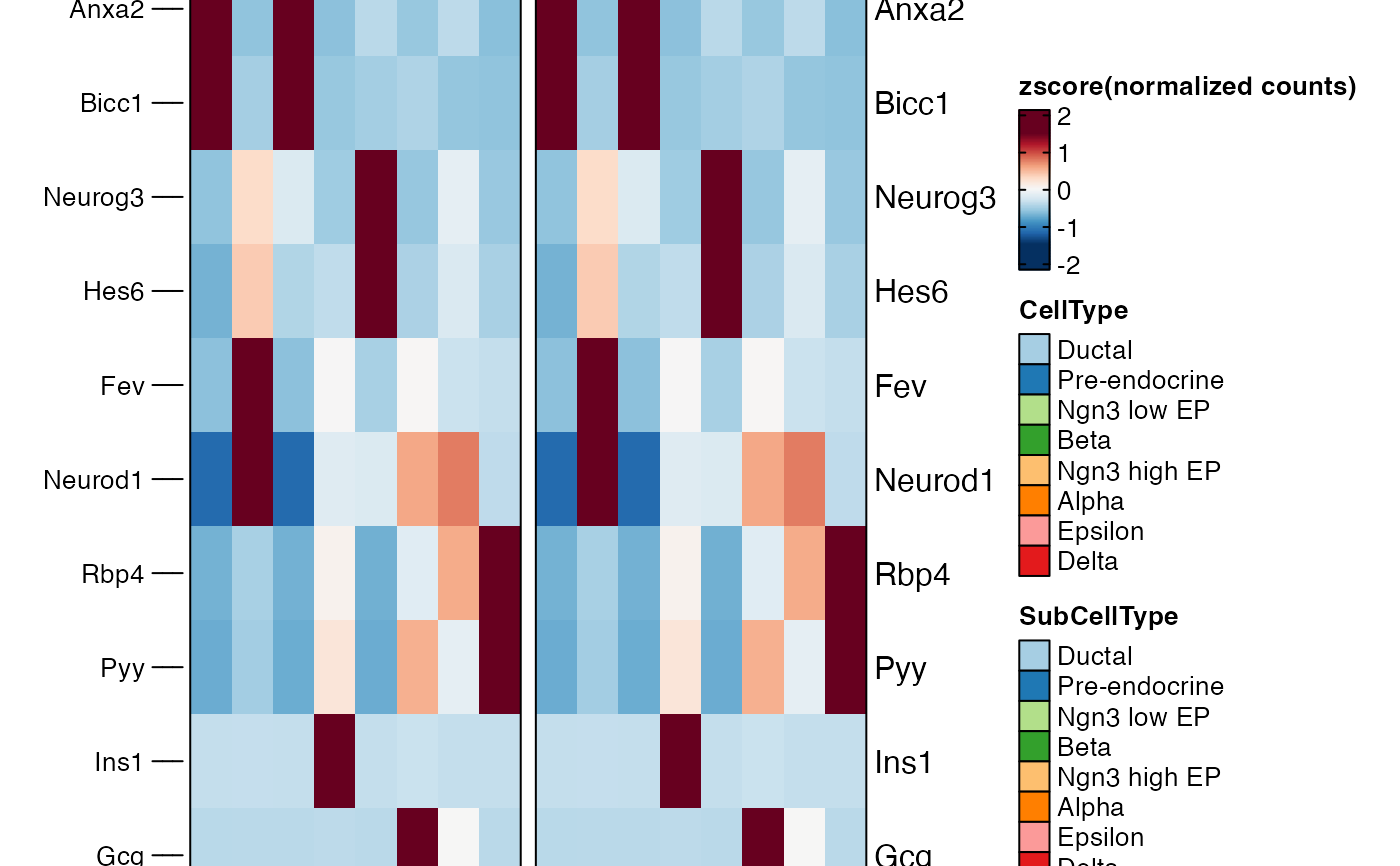 Anxa2
Bicc1
Neurog3
Hes6
Fev
Neurod1
Rbp4
Pyy
Ins1
Gcg
Anxa2
Bicc1
Neurog3
Hes6
Fev
Neurod1
Rbp4
Pyy
Ins1
Gcg
zscore(normalized counts)
2
1
0
-1
-2
CellType
Ductal
Pre-endocrine
Ngn3 low EP
Beta
Ngn3 high EP
Alpha
Epsilon
Delta
SubCellType
Ductal
Pre-endocrine
Ngn3 low EP
Beta
Ngn3 high EP
Alpha
Epsilon
Delta